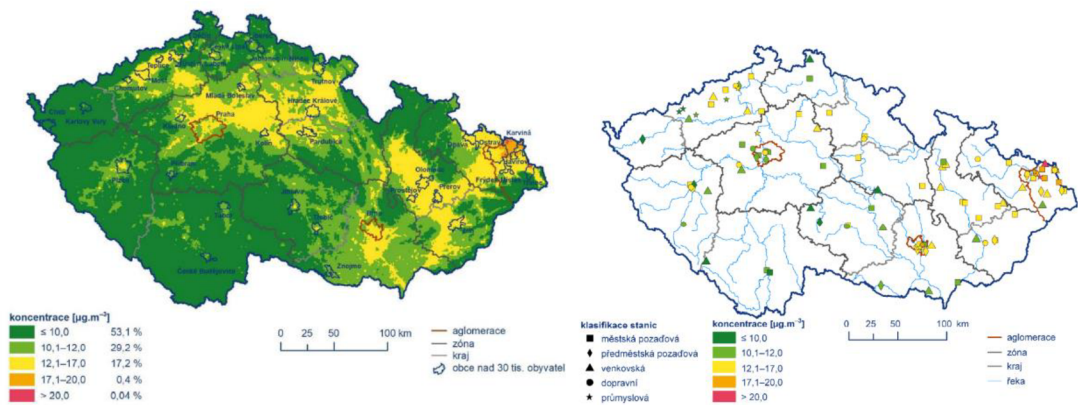 Teplice
Chomutov
Mladá Boleslav
Trutnov
Hradec Králové
Karlovy Vary
Praha
Kladno
Kolín
Pardubice
Karviná
Ostrava
Opava
Havířov
Olomouc
Přerov
Prostějov
Plzeň
Tábor
Jihlava
Třebíč
Znojmo
České Budějovice
koncentrace [µg.m⁻³]
≤ 10,0 53,1 %
10,1–12,0 29,2 %
12,1–17,0 17,2 %
17,1–20,0 0,4 %
> 20,0 0,04 %
0 25 50 100 km
aglomerace
zóna
kraj
obce nad 30 tis. obyvatel
klasifikace stanic
městská pozaďová
předměstská pozaďová
venkovská
dopravní
průmyslová
koncentrace [µg.m⁻³]
≤ 10,0
10,1–12,0
12,1–17,0
17,1–20,0
> 20,0
0 25 50 100 km
aglomerace
zóna
kraj
řeka